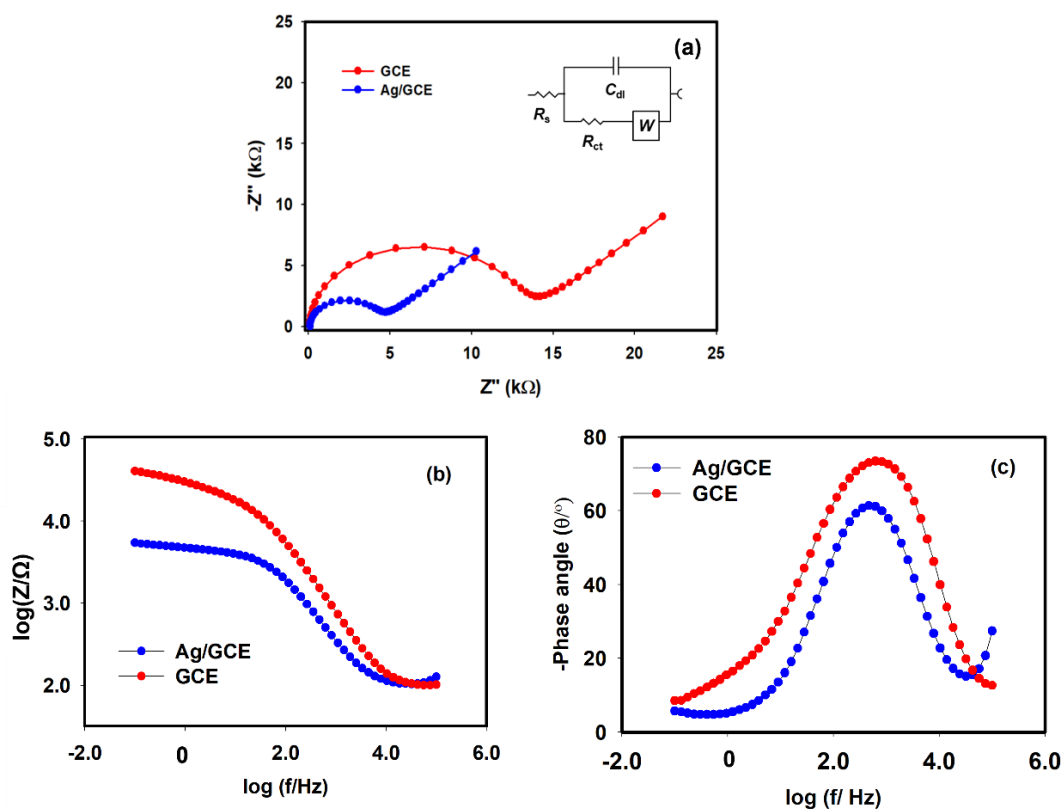 (a)
GCE
Ag/GCE
Cdl
Rs
Rct
W
-Z" (kΩ)
25
20
15
10
5
0
0 5 10 15 20 25
Z" (kΩ)
(b)
log(Z/Ω)
5.0
4.0
3.0
2.0
Ag/GCE
GCE
-2.0 0 2.0 4.0 6.0
log (f/Hz)
(c)
-Phase angle (θ/°)
80
60
40
20
0
Ag/GCE
GCE
-2.0 0 2.0 4.0 6.0
log (f/ Hz)